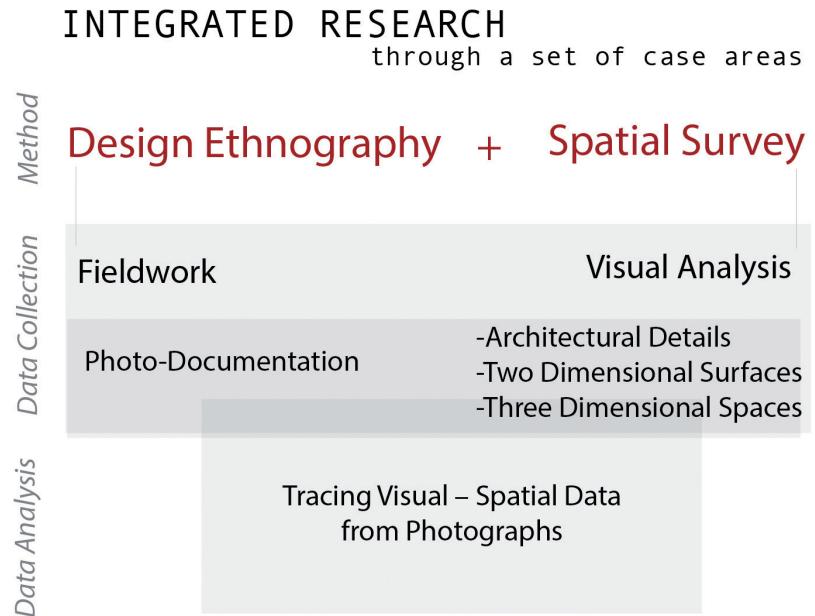 INTEGRATED RESEARCH
through a set of case areas
Method
Design Ethnography + Spatial Survey
Data Collection
Fieldwork
Visual Analysis
Photo-Documentation
-Architectural Details
-Two Dimensional Surfaces
-Three Dimensional Spaces
Data Analysis
Tracing Visual – Spatial Data
from Photographs